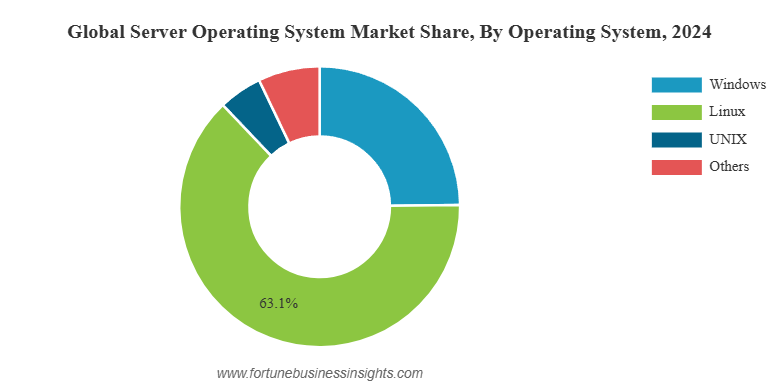 Global Server Operating System Market Share, By Operating System, 2024
Windows
Linux
UNIX
Others
63.1%
www.fortunebusinessinsights.com